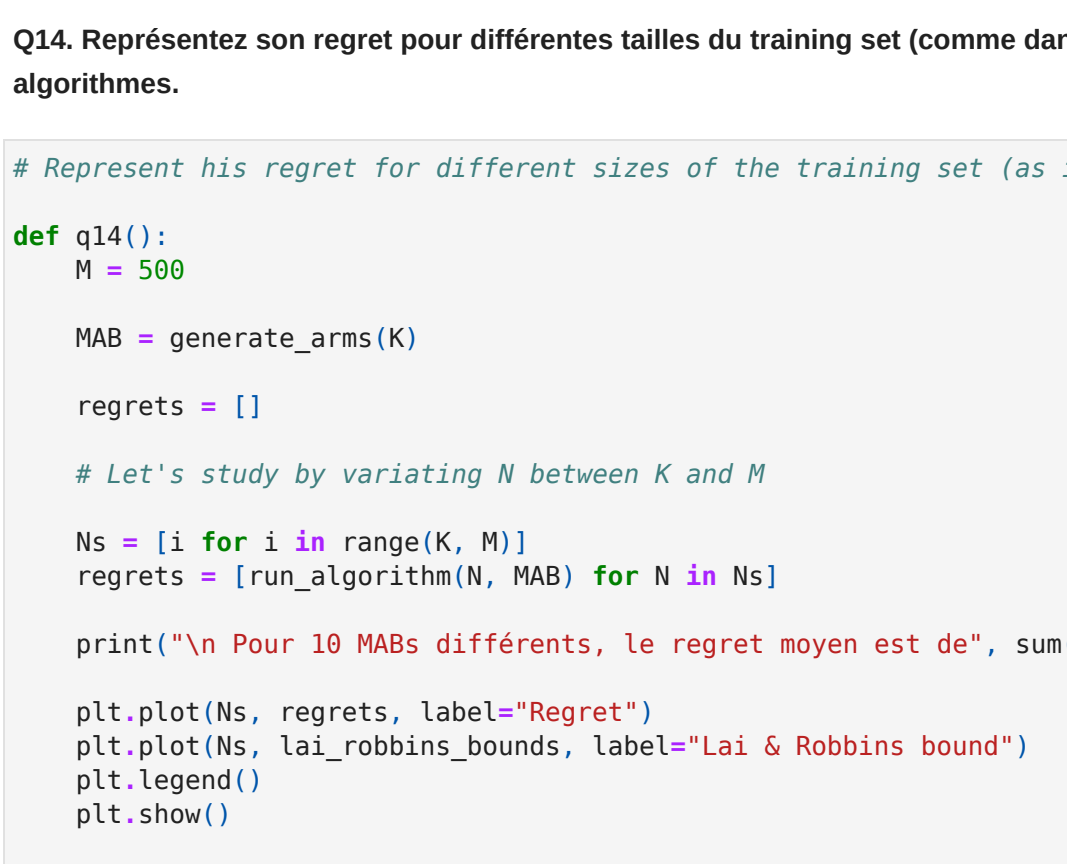 Q14. Représentez son regret pour différentes tailles du training set (comme
algorithmes.
# Represent his regret for different sizes of the training set (as
def q14():
    M = 500
    MAB = generate_arms(K)
    regrets = []
    # Let's study by variating N between K and M
    Ns = [i for i in range(K, M)]
    regrets = [run_algorithm(N, MAB) for N in Ns]
    print("\n Pour 10 MABs différents, le regret moyen est de", sum
    plt.plot(Ns, regrets, label="Regret")
    plt.plot(Ns, lai_robbins_bounds, label="Lai & Robbins bound")
    plt.legend()
    plt.show()